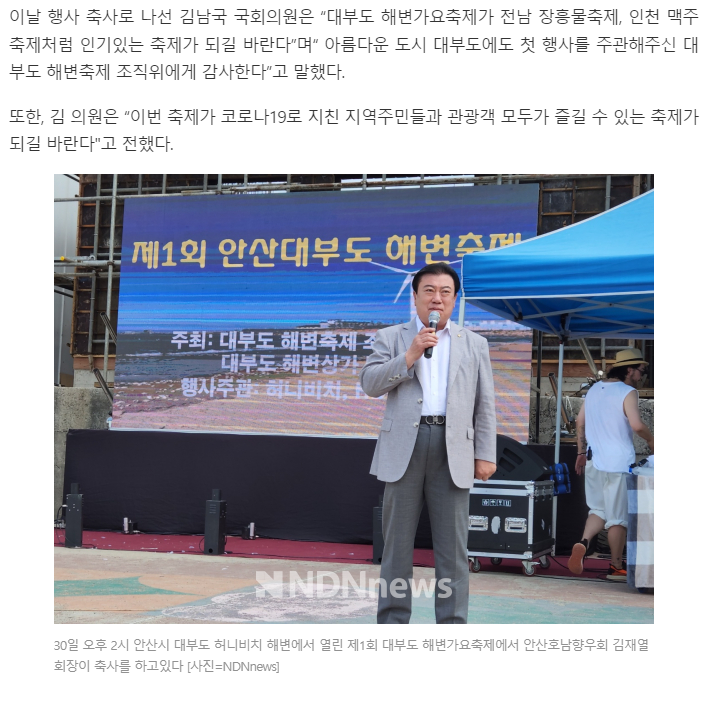 이날 행사 축사로 나선 김남국 국회의원은 “대부도 해변가요축제가 전남 장흥물축제, 인천 맥주
축제처럼 인기있는 축제가 되길 바란다”며“ 아름다운 도시 대부도에도 첫 행사를 주관해주신 대
부도 해변축제 조직위에게 감사한다”고 말했다.
또한, 김 의원은 “이번 축제가 코로나19로 지친 지역주민들과 관광객 모두가 즐길 수 있는 축제가
되길 바란다"고 전했다.
제1회 안산대부도 해변축제
주최: 대부도 해변축제
대부도 해변상가
행사주관: 허니비치,
NDNnews
30일 오후 2시 안산시 대부도 허니비치 해변에서 열린 제1회 대부도 해변가요축제에서 안산호남향우회 김재열
회장이 축사를 하고있다 [사진=NDNnews]